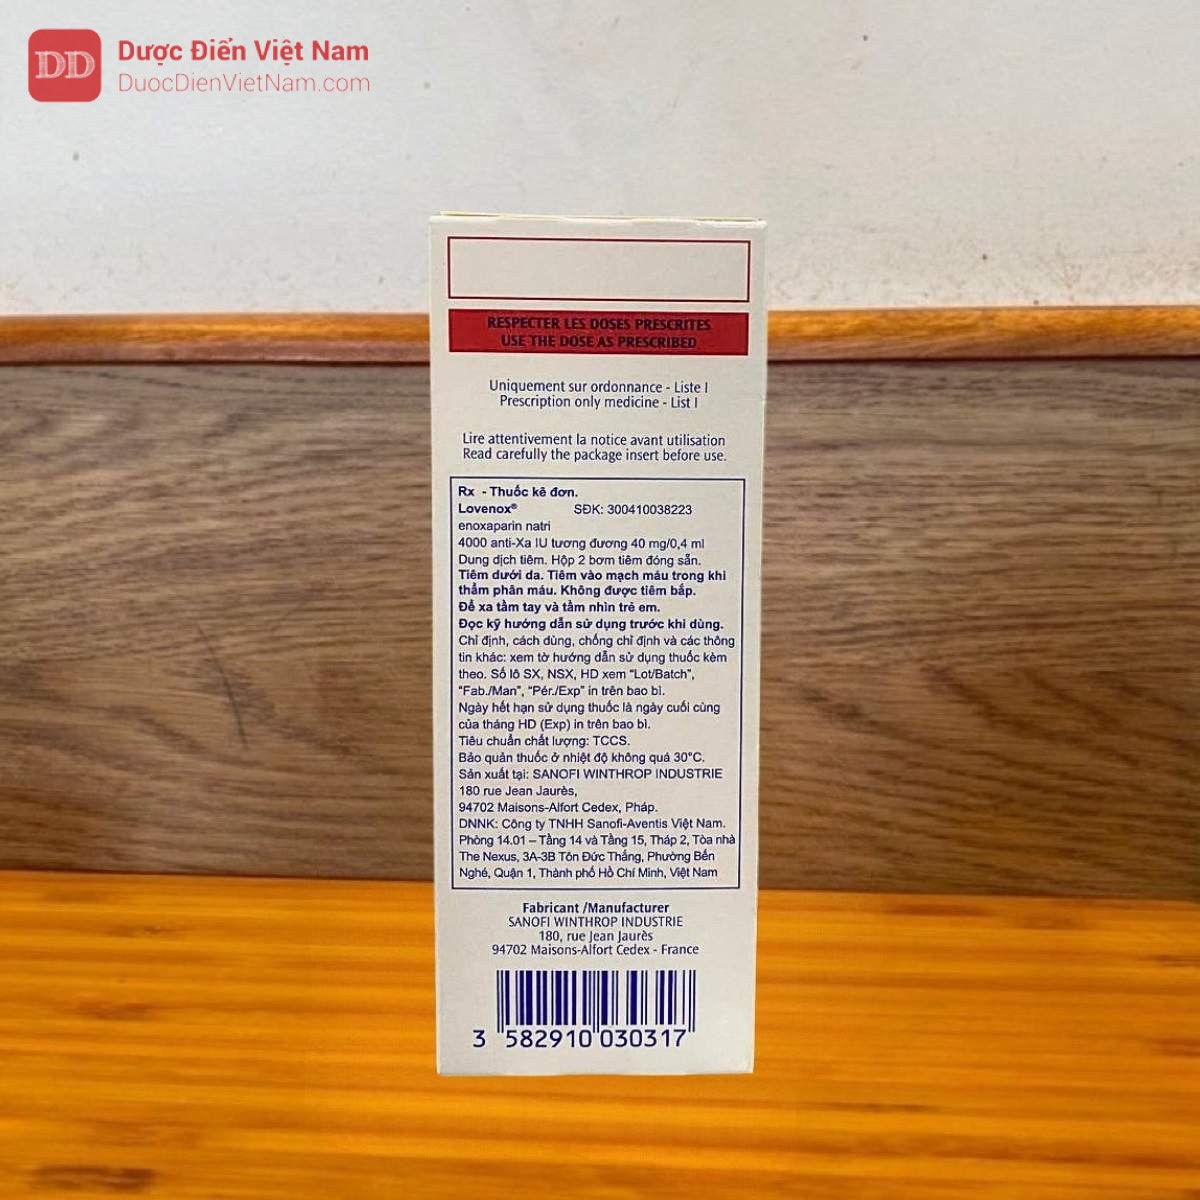 DD
Dược Điển Việt Nam
DuocDienVietNam.com
RESPECTER LES DOSES PRESCRITES
USE THE DOSE AS PRESCRIBED
Uniquement sur ordonnance - Liste I
Prescription only medicine - List I
Lire attentivement la notice avant utilisation
Read carefully the package insert before use.
Rx - Thuốc kê đơn.
Lovenox® SĐK: 300410038223
enoxaparin natri
4000 anti-Xa IU tương đương 40 mg/0,4 ml
Dung dịch tiêm. Hộp 2 bơm tiêm đóng sẵn.
Tiêm dưới da. Tiêm vào mạch máu trong khi
thẩm phân máu. Không được tiêm bắp.
Để xa tầm tay và tầm nhìn trẻ em.
Đọc kỹ hướng dẫn sử dụng trước khi dùng.
Chỉ định, cách dùng, chống chỉ định và các thông
tin khác: xem tờ hướng dẫn sử dụng thuốc kèm
theo. Số lô SX, NSX, HD xem "Lot/Batch",
"Fab./Man", "Pér./Exp" in trên bao bì.
Ngày hết hạn sử dụng thuốc là ngày cuối cùng
của tháng HD (Exp) in trên bao bì.
Tiêu chuẩn chất lượng: TCCS.
Bảo quản thuốc ở nhiệt độ không quá 30°C.
Sản xuất tại: SANOFI WINTHROP INDUSTRIE
180 rue Jean Jaurès,
94702 Maisons-Alfort Cedex, Pháp.
DNNK: Công ty TNHH Sanofi-Aventis Việt Nam.
Phòng 14.01 – Tầng 14 và Tầng 15, Tháp 2, Tòa nhà
The Nexus, 3A-3B Tôn Đức Thắng, Phường Bến
Nghé, Quận 1, Thành phố Hồ Chí Minh, Việt Nam
Fabricant /Manufacturer
SANOFI WINTHROP INDUSTRIE
180, rue Jean Jaurès
94702 Maisons-Alfort Cedex - France
3 582910 030317